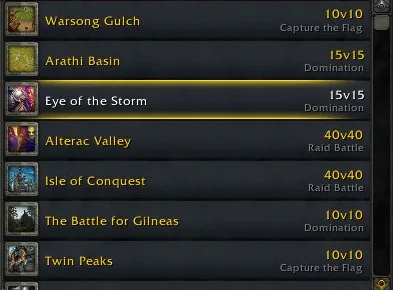 Warsong Gulch
10v10
Capture the Flag
Arathi Basin
15v15
Domination
Eye of the Storm
15v15
Domination
Alterac Valley
40v40
Raid Battle
Isle of Conquest
40v40
Raid Battle
The Battle for Gilneas
10v10
Domination
Twin Peaks
10v10
Capture the Flag